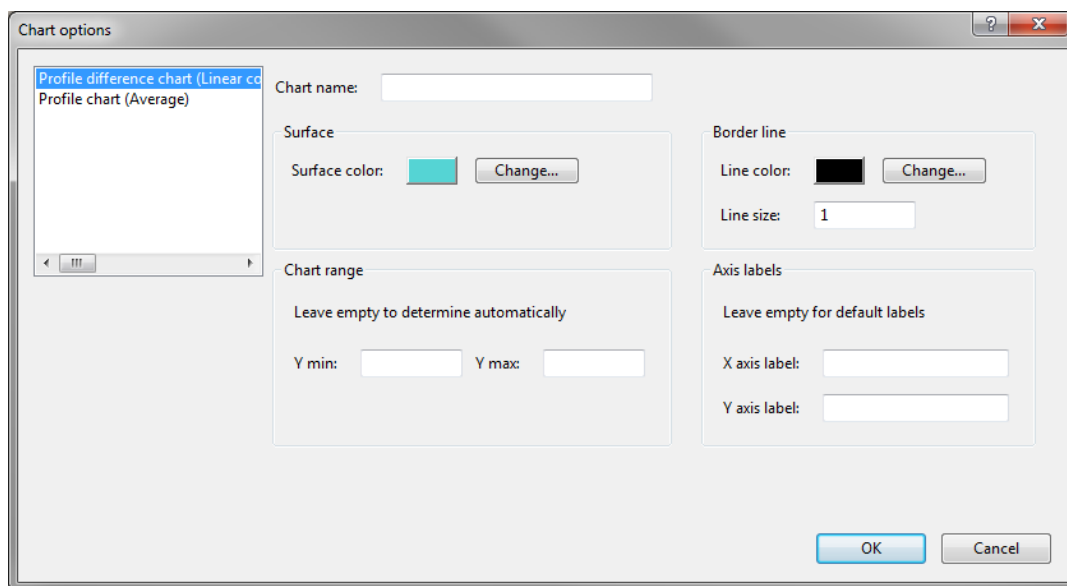 Chart options
?
Profile difference chart (Linear co
Profile chart (Average)
Chart name:
Surface
Surface color:
Change...
Border line
Line color:
Change...
Line size:
1
Chart range
Leave empty to determine automatically
Y min:
Y max:
Axis labels
Leave empty for default labels
X axis label:
Y axis label:
OK
Cancel